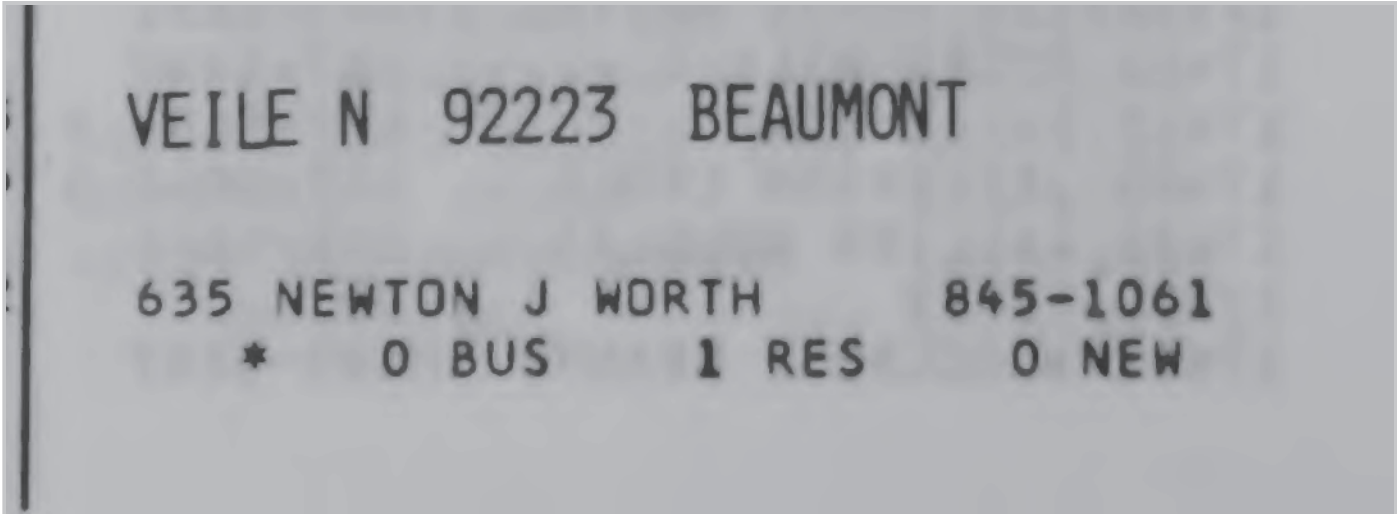 VEILE N 92223 BEAUMONT
635 NEWTON J WORTH 845-1061
* 0 BUS 1 RES 0 NEW